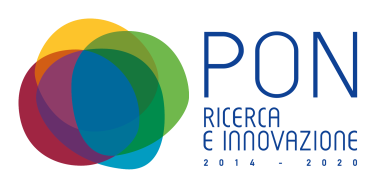 PON
RICERCA
E INNOVAZIONE
2014 - 2020